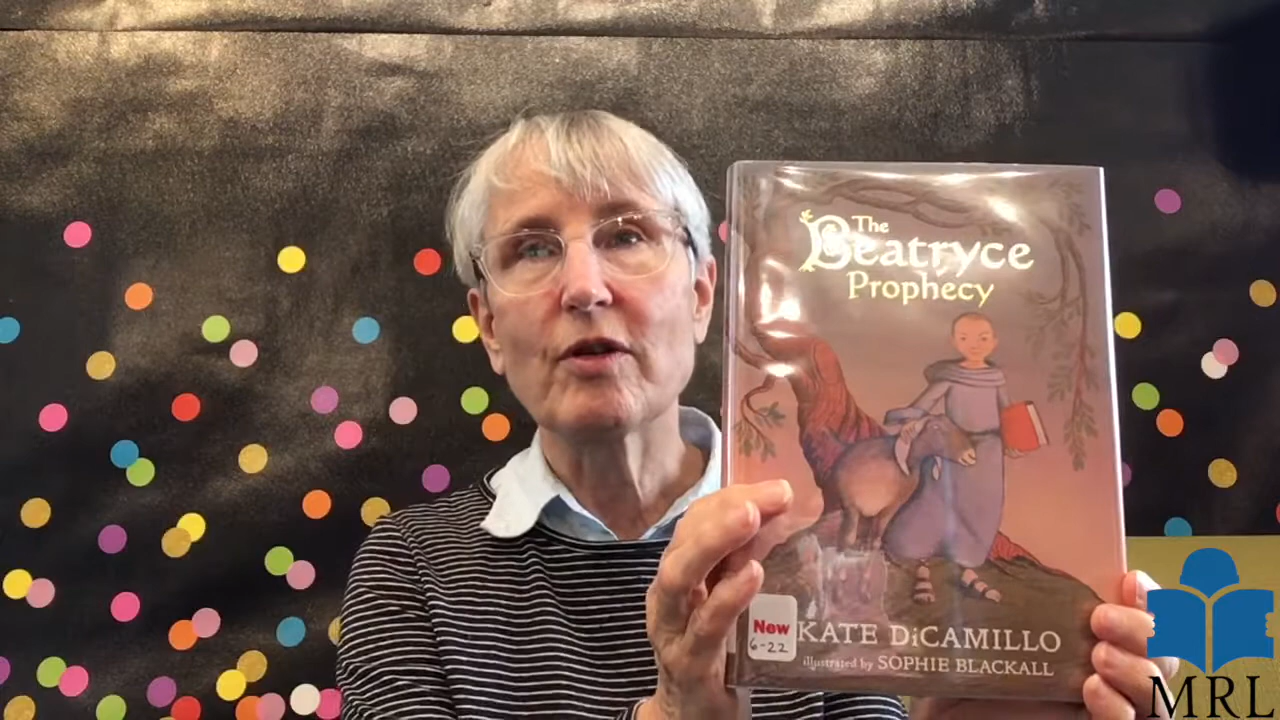 The
Beatryce
Prophecy
New
6-22
KATE DiCAMILLO
illustrated by SOPHIE BLACKALL
MRL